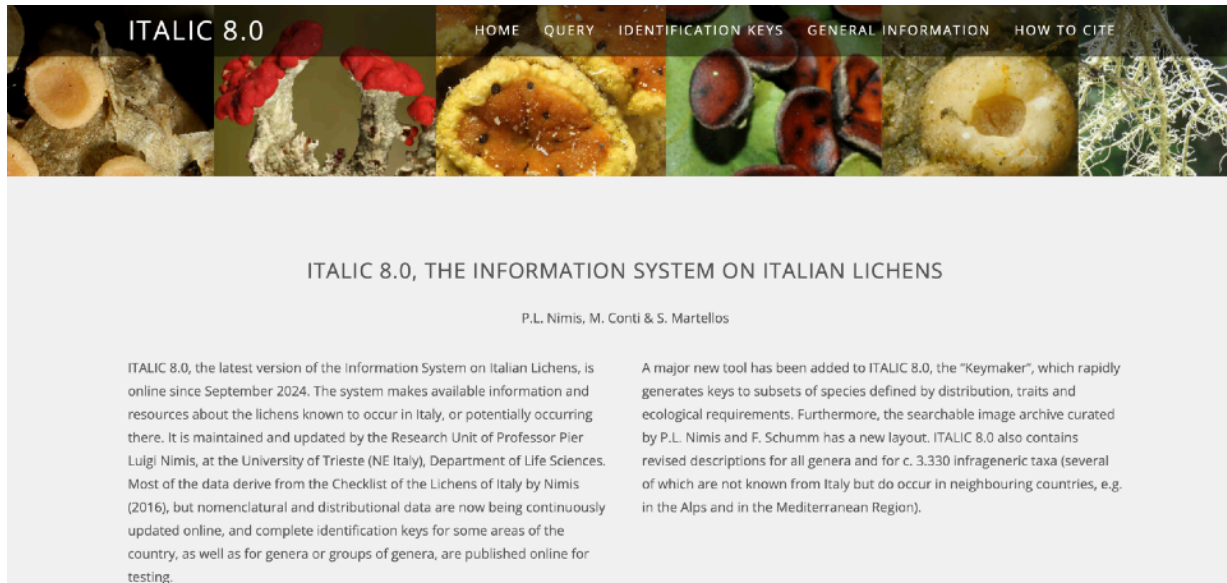 ITALIC 8.0
HOME QUERY IDENTIFICATION KEYS GENERAL INFORMATION HOW TO CITE
ITALIC 8.0, THE INFORMATION SYSTEM ON ITALIAN LICHENS
P.L. Nimis, M. Conti & S. Martellos
ITALIC 8.0, the latest version of the Information System on Italian Lichens, is
online since September 2024. The system makes available information and
resources about the lichens known to occur in Italy, or potentially occurring
there. It is maintained and updated by the Research Unit of Professor Pier
Luigi Nimis, at the University of Trieste (NE Italy), Department of Life Sciences.
Most of the data derive from the Checklist of the Lichens of Italy by Nimis
(2016), but nomenclatural and distributional data are now being continuously
updated online, and complete identification keys for some areas of the
country, as well as for genera or groups of genera, are published online for
testing.
A major new tool has been added to ITALIC 8.0, the “Keymaker”, which rapidly
generates keys to subsets of species defined by distribution, traits and
ecological requirements. Furthermore, the searchable image archive curated
by P.L. Nimis and F. Schumm has a new layout. ITALIC 8.0 also contains
revised descriptions for all genera and for c. 3.330 infrageneric taxa (several
of which are not known from Italy but do occur in neighbouring countries, e.g.
in the Alps and in the Mediterranean Region).